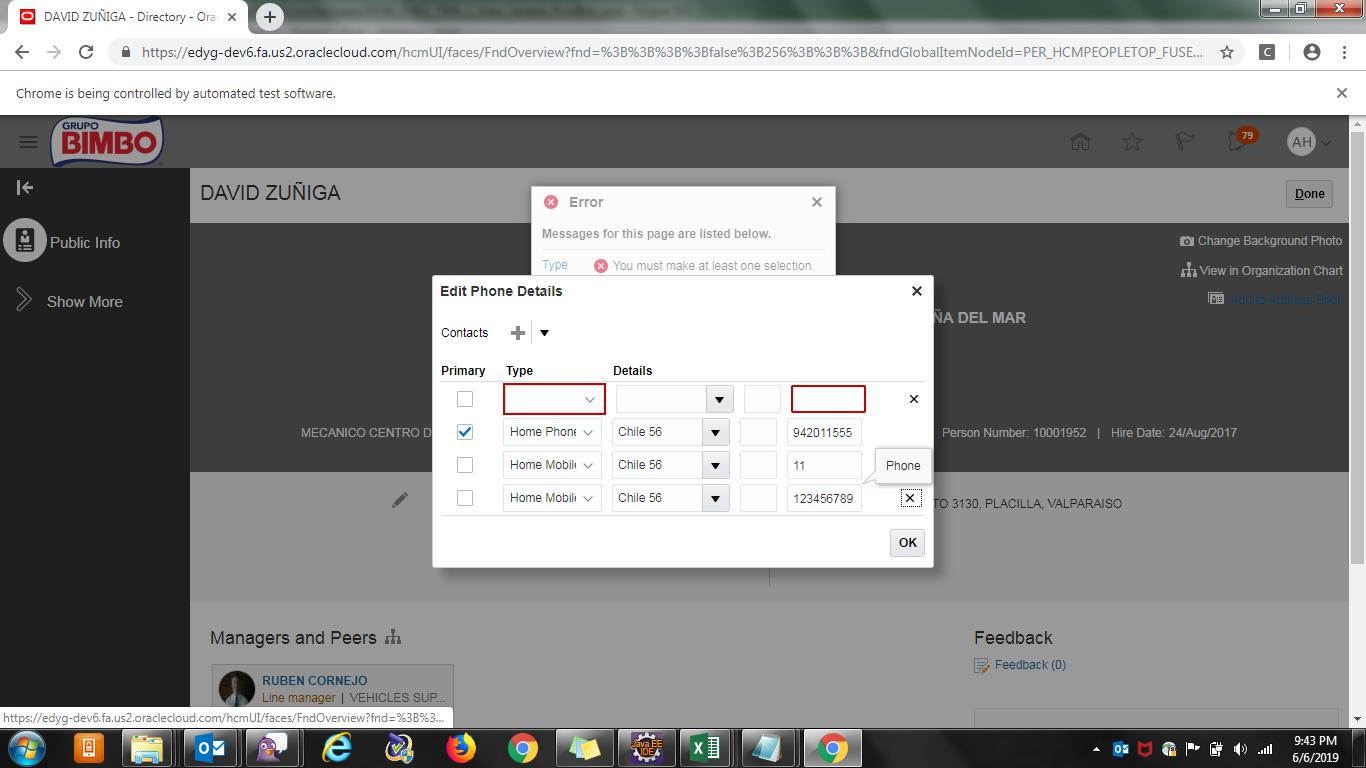 DAVID ZUÑIGA - Directory - Ora
https://edyg-dev6.fa.us2.oraclecloud.com/hcmUI/faces/FndOverview?fnd=%3B%3B%3B%3Bfalse%3B256%3B%3B%3B&fndGlobalItemNodeId=PER_HCMPEOPLETOP_FUSE...
C
Chrome is being controlled by automated test software.
GRUPO
BIMBO
79
AH
DAVID ZUÑIGA
Done
Public Info
Show More
Change Background Photo
View in Organization Chart
Add to Address Book
Error
Messages for this page are listed below.
Type You must make at least one selection.
ÑA DEL MAR
Edit Phone Details
Contacts
Primary Type Details
Home Phone Chile 56 942011555
Home Mobile Chile 56 11
Home Mobile Chile 56 123456789
Phone
OK
MECANICO CENTRO D
Person Number: 10001952 | Hire Date: 24/Aug/2017
TO 3130, PLACILLA, VALPARAISO
Managers and Peers
RUBEN CORNEJO
Line manager | VEHICLES SUP...
Feedback
Feedback (0)
https://edyg-dev6.fa.us2.oraclecloud.com/hcmUI/faces/FndOverview?fnd=%3B%3...
Java EE
IDE
9:43 PM
6/6/2019